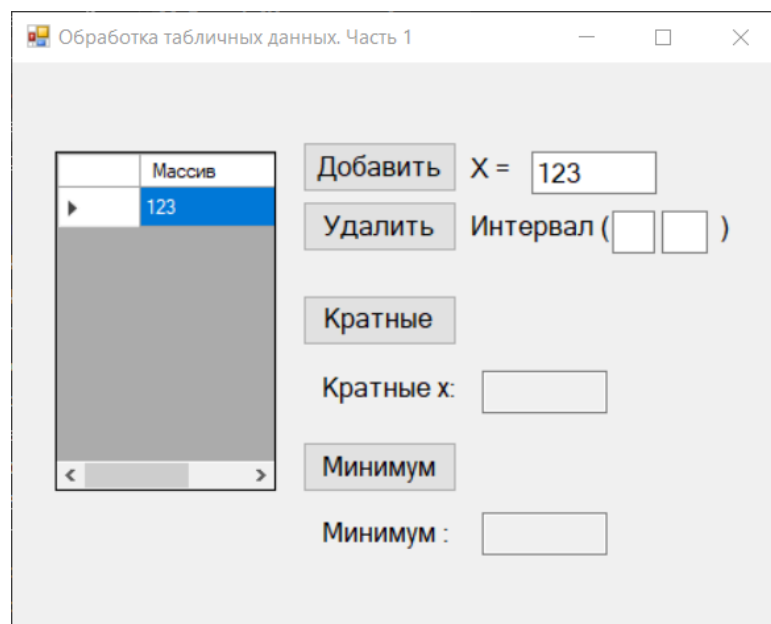 Обработка табличных данных. Часть 1
Массив
123
Добавить X = 123
Удалить Интервал ( )
Кратные
Кратные х:
Минимум
Минимум :